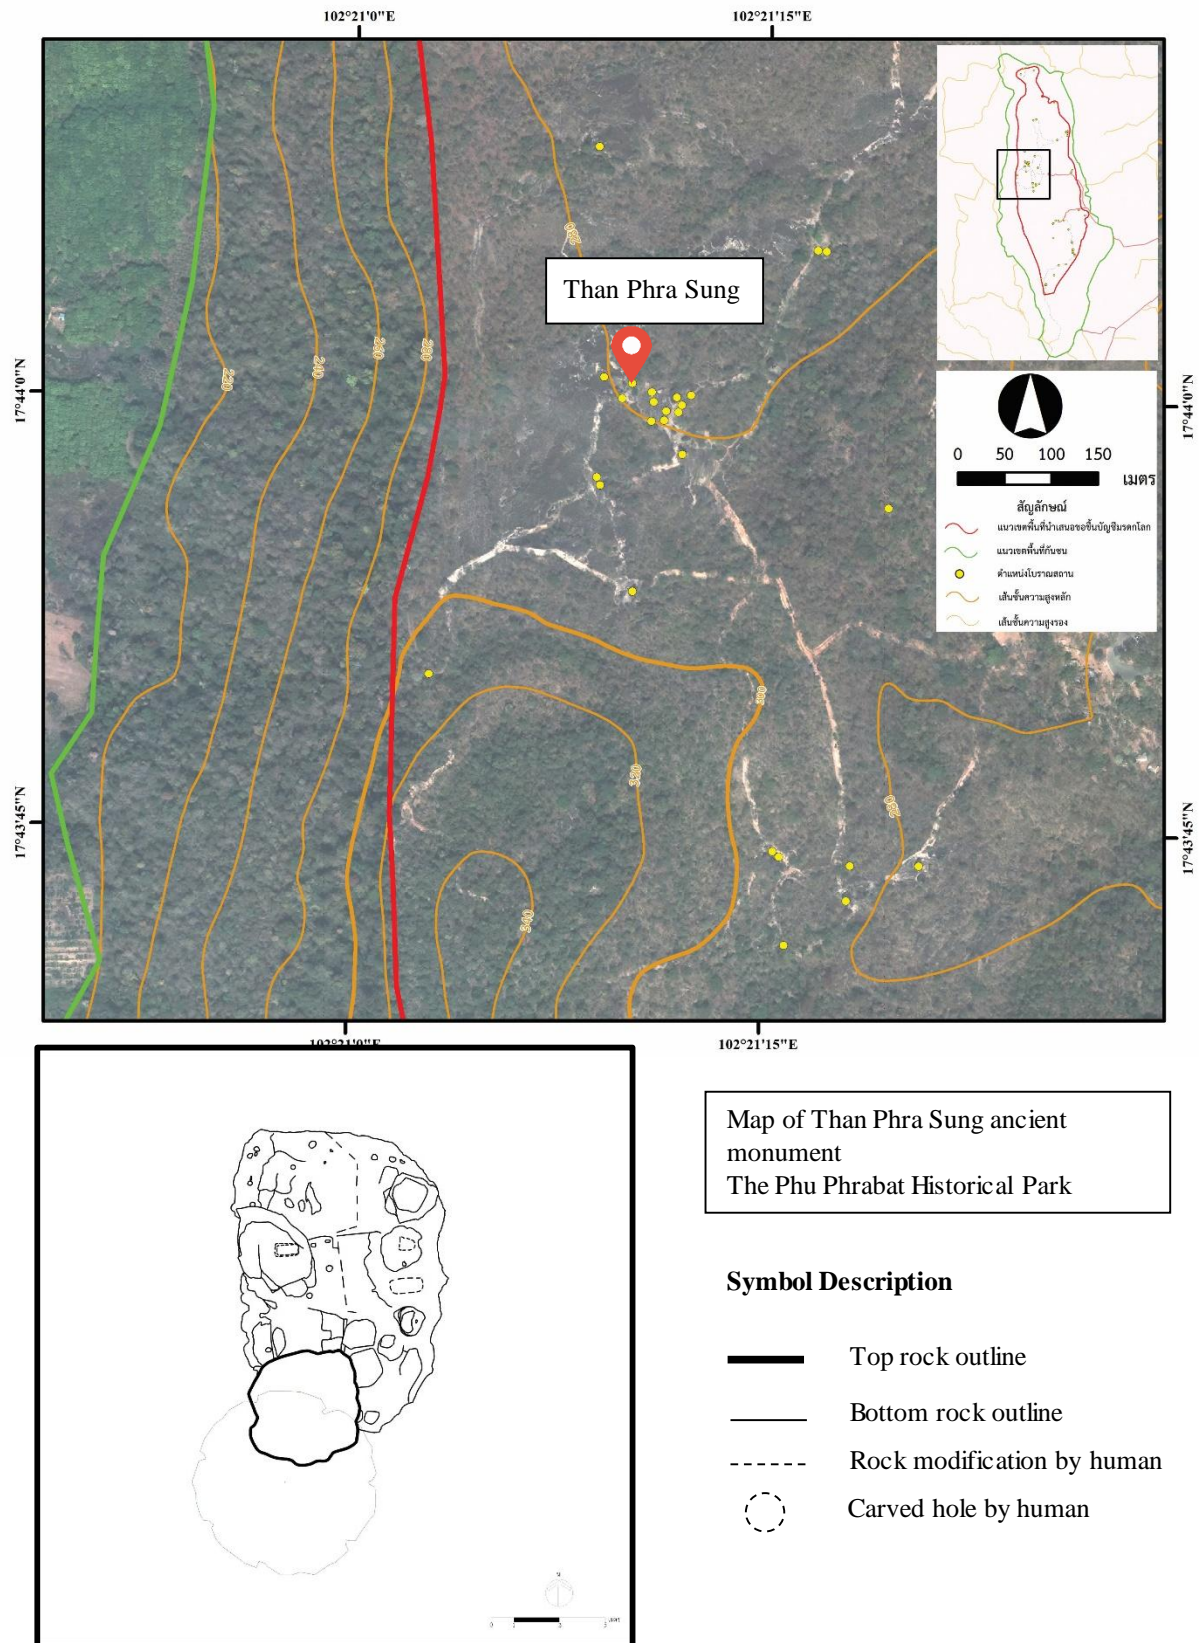 102°21'0"E
102°21'15"E
17°44'0"N
17°44'0"N
17°43'45"N
17°43'45"N
Than Phra Sung
280
220
240
260
280
300
320
340
280
0 50 100 150
เมตร
สัญลักษณ์
แนวเขตพื้นที่นำเสนอขอขึ้นบัญชีมรดกโลก
แนวเขตพื้นที่กันชน
ตำแหน่งโบราณสถาน
เส้นชั้นความสูงหลัก
เส้นชั้นความสูงรอง
102°21'0"E
102°21'15"E
N
Map of Than Phra Sung ancient
monument
The Phu Phrabat Historical Park
Symbol Description
Top rock outline
Bottom rock outline
Rock modification by human
Carved hole by human